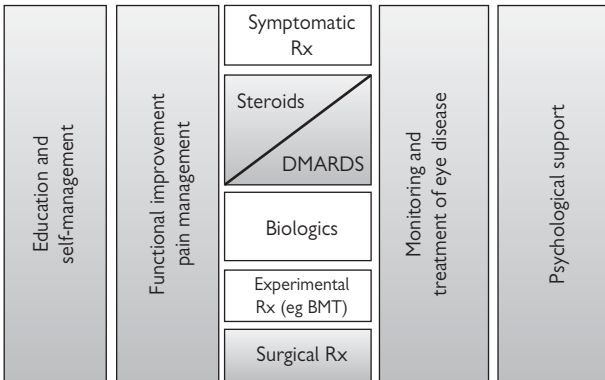 Education and
self-management
Functional improvement
pain management
Symptomatic
Rx
Steroids
DMARDS
Biologics
Experimental
Rx (eg BMT)
Surgical Rx
Monitoring and
treatment of eye disease
Psychological support